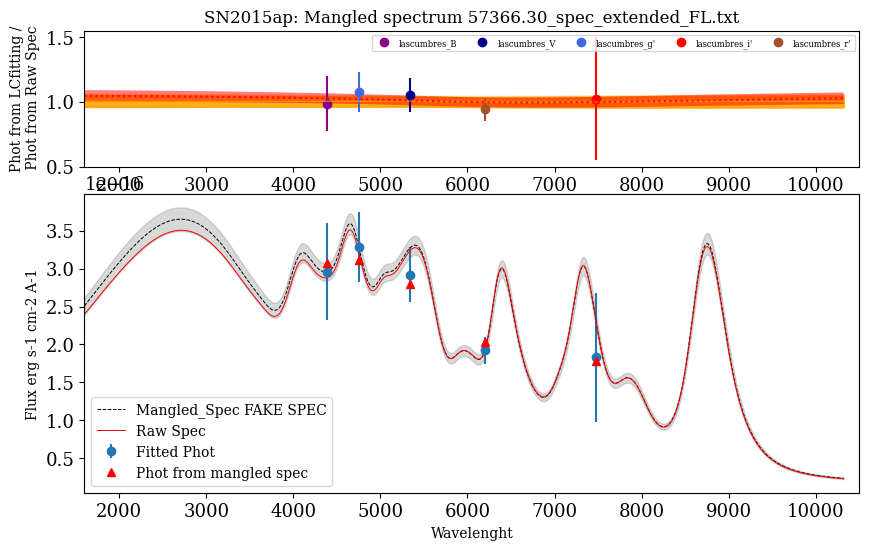 SN2015ap: Mangled spectrum 57366.30_spec_extended_FL.txt
Phot from LCfitting /
Phot from Raw Spec
1.5
1.0
0.5
lascumbres_B
lascumbres_V
lascumbres_g'
lascumbres_i'
lascumbres_r'
2000 3000 4000 5000 6000 7000 8000 9000 10000
1e−16
Flux erg s-1 cm-2 A-1
3.5
3.0
2.5
2.0
1.5
1.0
0.5
Mangled_Spec FAKE SPEC
Raw Spec
Fitted Phot
Phot from mangled spec
2000 3000 4000 5000 6000 7000 8000 9000 10000
Wavelenght